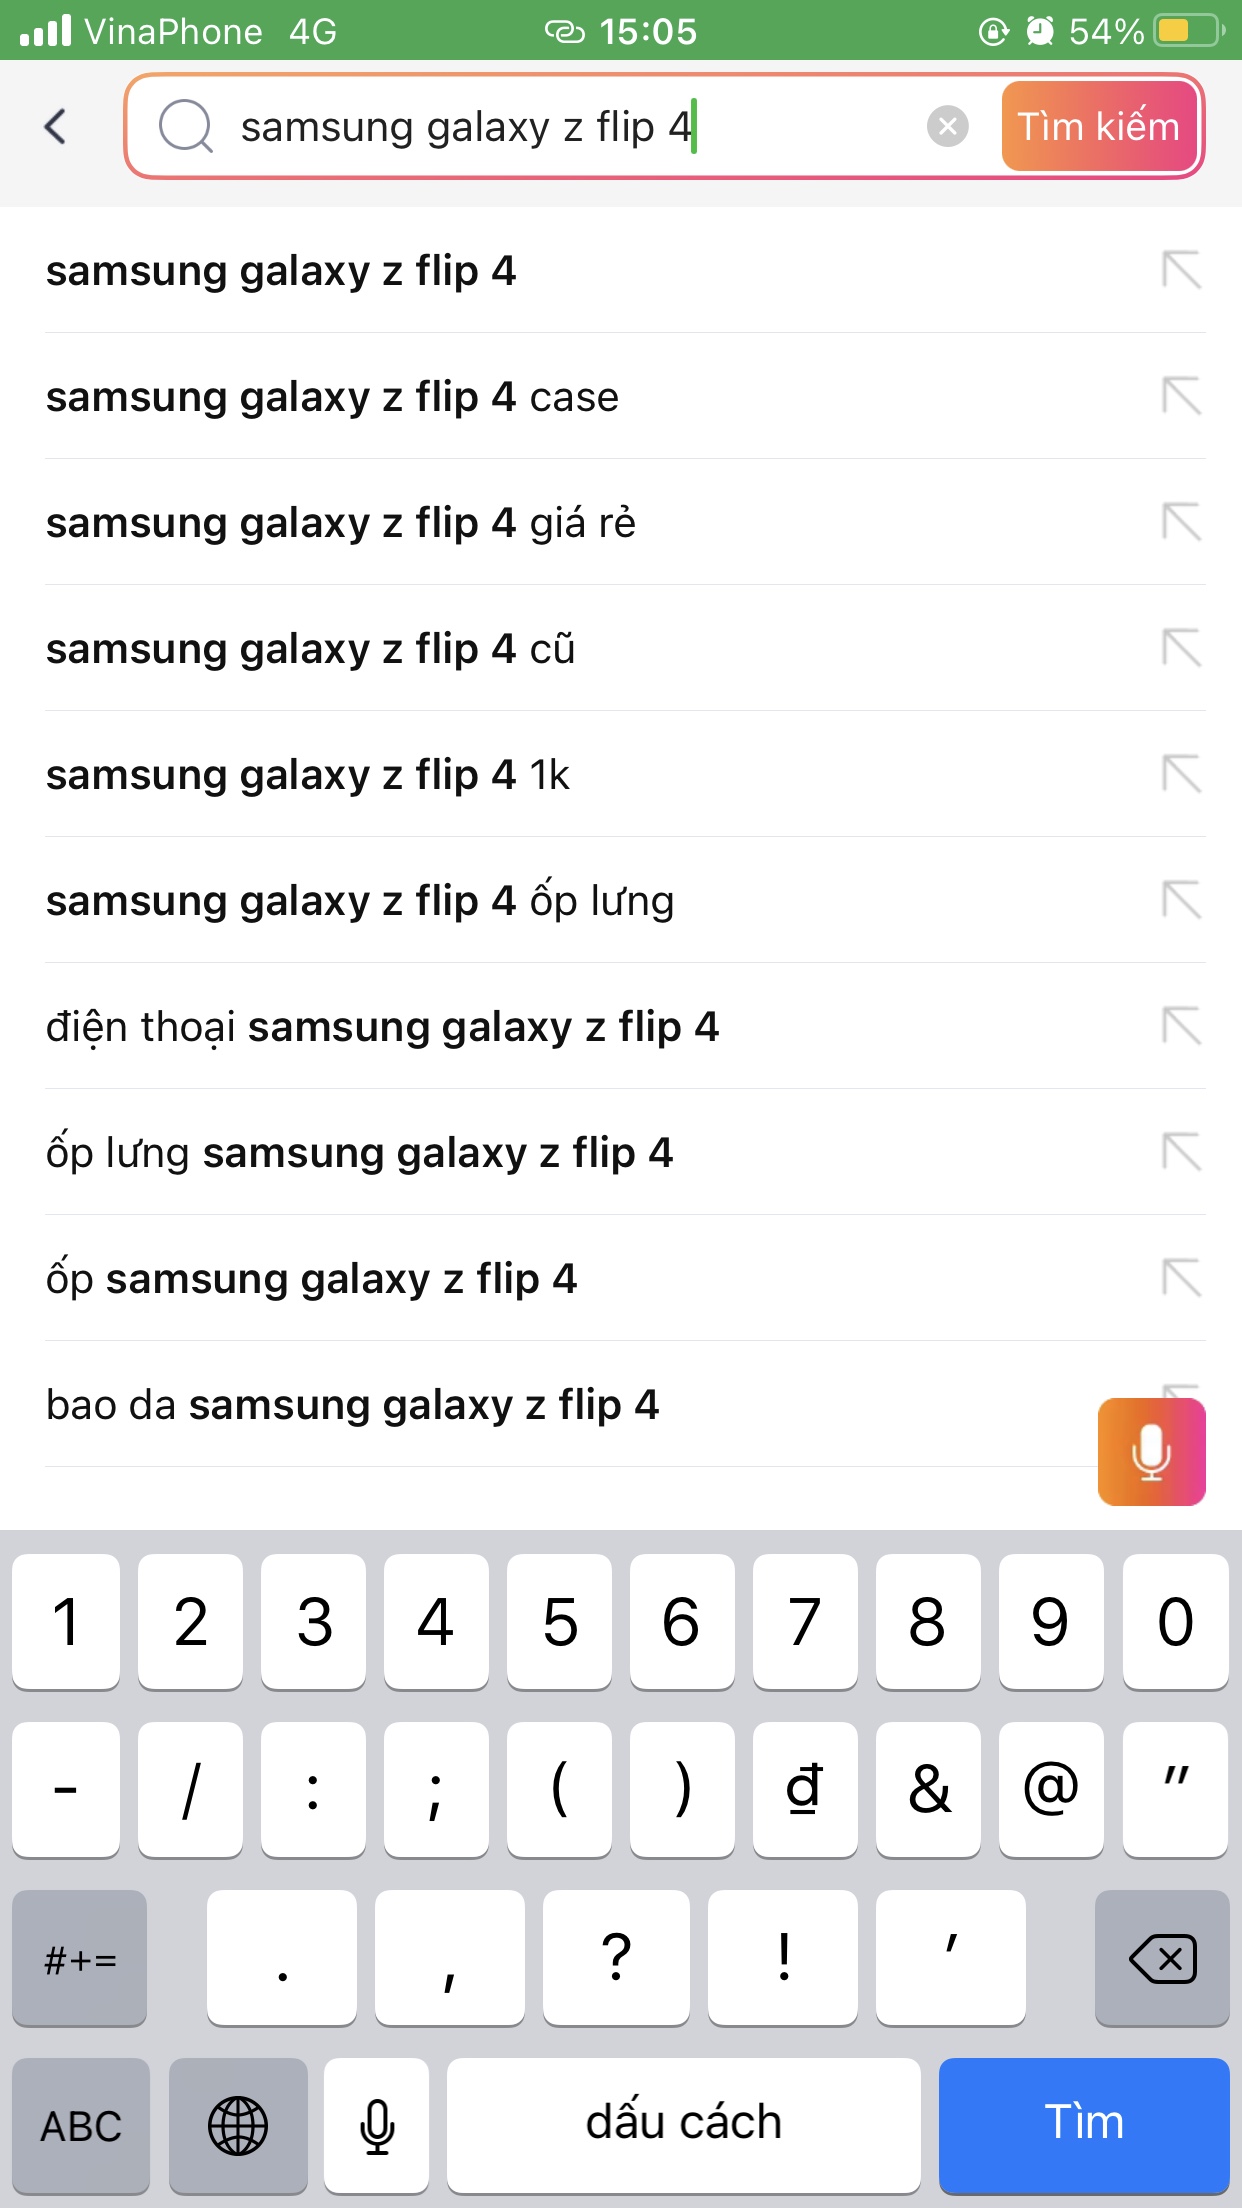 VinaPhone 4G 15:05 54%
samsung galaxy z flip 4 Tìm kiếm
samsung galaxy z flip 4
samsung galaxy z flip 4 case
samsung galaxy z flip 4 giá rẻ
samsung galaxy z flip 4 cũ
samsung galaxy z flip 4 1k
samsung galaxy z flip 4 ốp lưng
điện thoại samsung galaxy z flip 4
ốp lưng samsung galaxy z flip 4
ốp samsung galaxy z flip 4
bao da samsung galaxy z flip 4
1 2 3 4 5 6 7 8 9 0
- / : ; ( ) ₫ & @ "
#+= . , ? ! '
ABC dấu cách Tìm